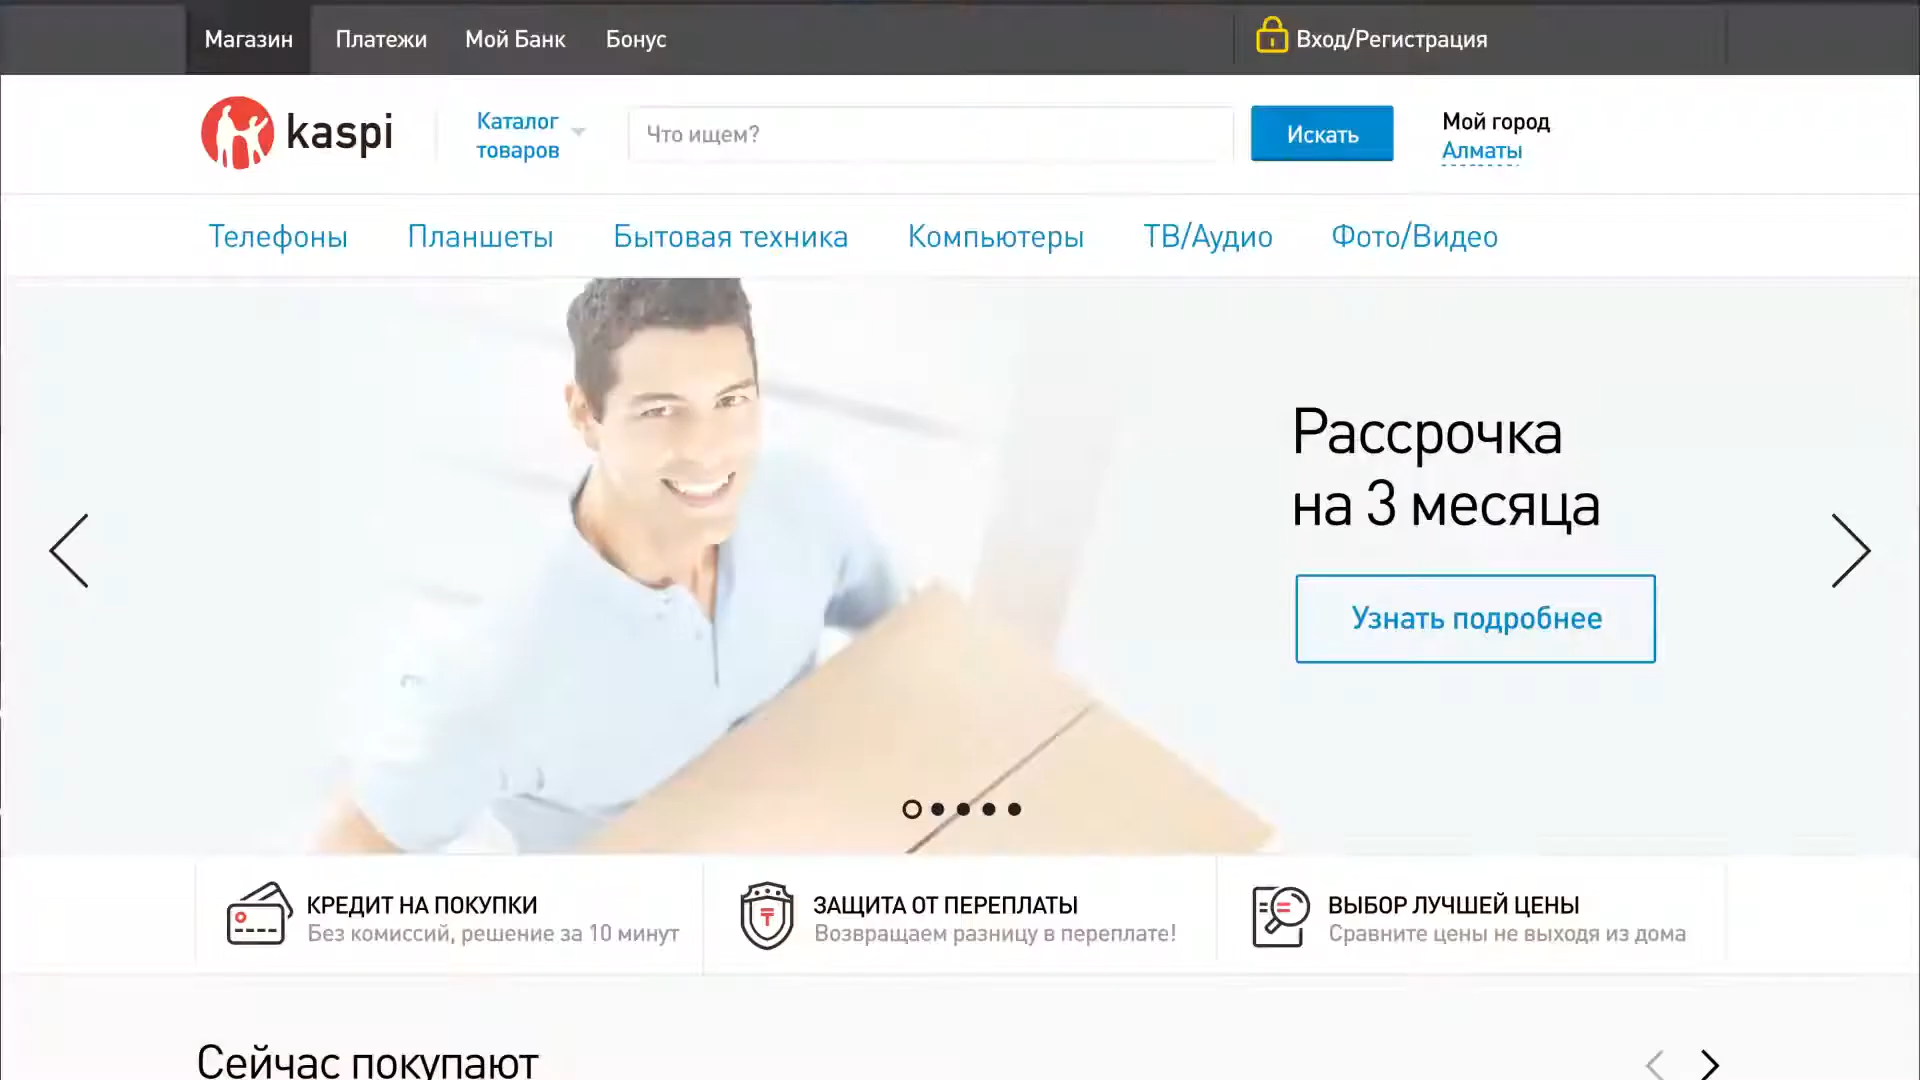 Магазин Платежи Мой Банк Бонус Вход/Регистрация
kaspi
Каталог
товаров
Что ищем?
Искать
Мой город
Алматы
Телефоны Планшеты Бытовая техника Компьютеры ТВ/Аудио Фото/Видео
Рассрочка
на 3 месяца
Узнать подробнее
КРЕДИТ НА ПОКУПКИ
Без комиссий, решение за 10 минут
ЗАЩИТА ОТ ПЕРЕПЛАТЫ
Возвращаем разницу в переплате!
ВЫБОР ЛУЧШЕЙ ЦЕНЫ
Сравните цены не выходя из дома
Сейчас покупают